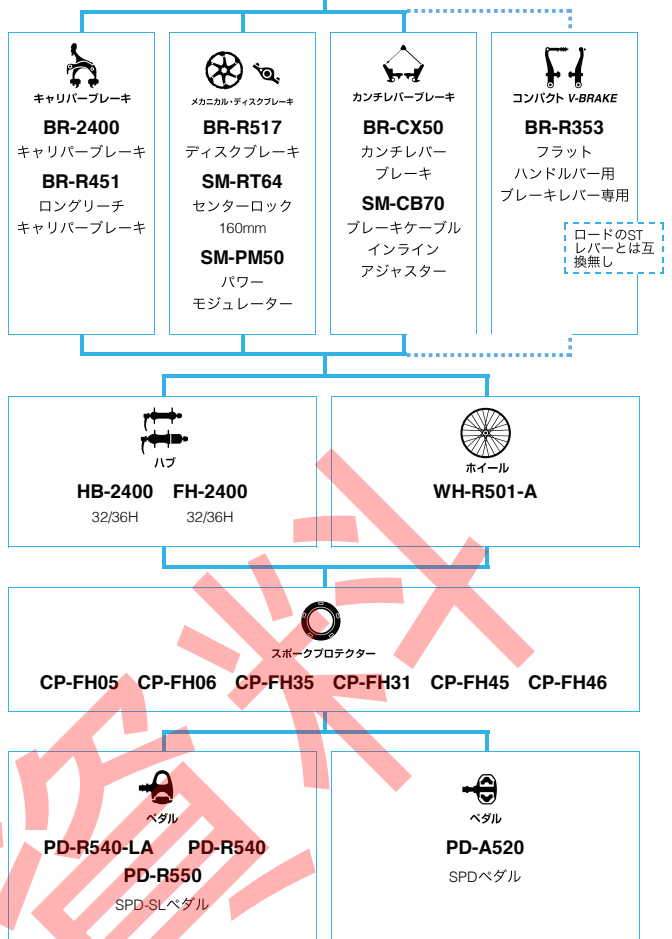 キャリパーブレーキ
BR-2400
キャリパーブレーキ
BR-R451
ロングリーチ
キャリパーブレーキ
メカニカル・ディスクブレーキ
BR-R517
ディスクブレーキ
SM-RT64
センターロック
160mm
SM-PM50
パワー
モジュレーター
カンチレバーブレーキ
BR-CX50
カンチレバー
ブレーキ
SM-CB70
ブレーキケーブル
インライン
アジャスター
コンパクト V-BRAKE
BR-R353
フラット
ハンドルバー用
ブレーキレバー専用
ロードのST
レバーとは互
換無し
ハブ
HB-2400 FH-2400
32/36H 32/36H
ホイール
WH-R501-A
スポークプロテクター
CP-FH05 CP-FH06 CP-FH35 CP-FH31 CP-FH45 CP-FH46
ペダル
PD-R540-LA PD-R540
PD-R550
SPD-SLペダル
ペダル
PD-A520
SPDペダル
資料